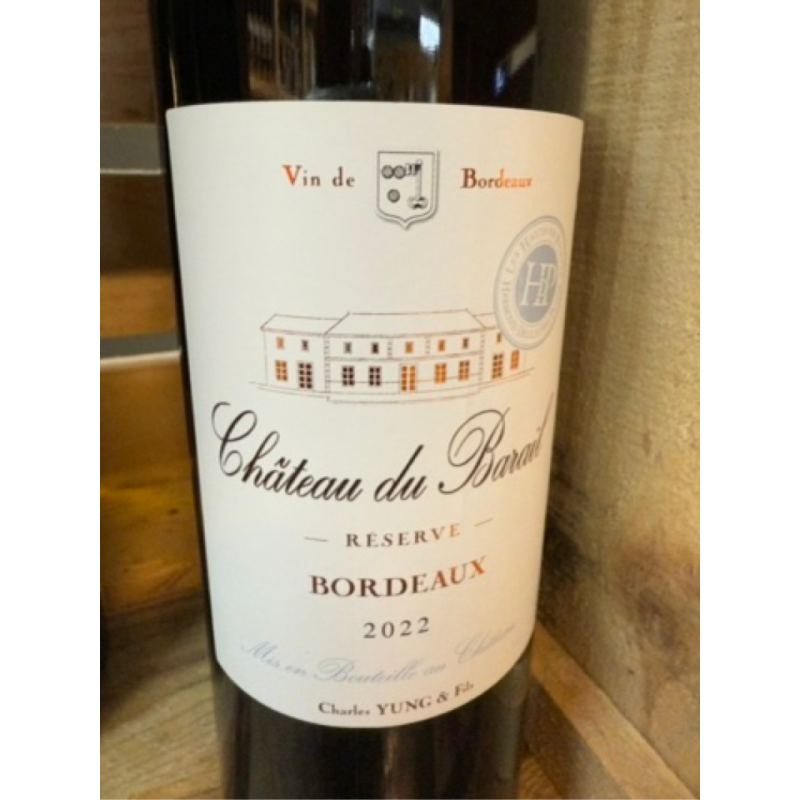 Vin de Bordeaux
HP
Château du Barail
— RÉSERVE —
BORDEAUX
2022
Mis en Bouteille au Château
Charles YUNG & Fils